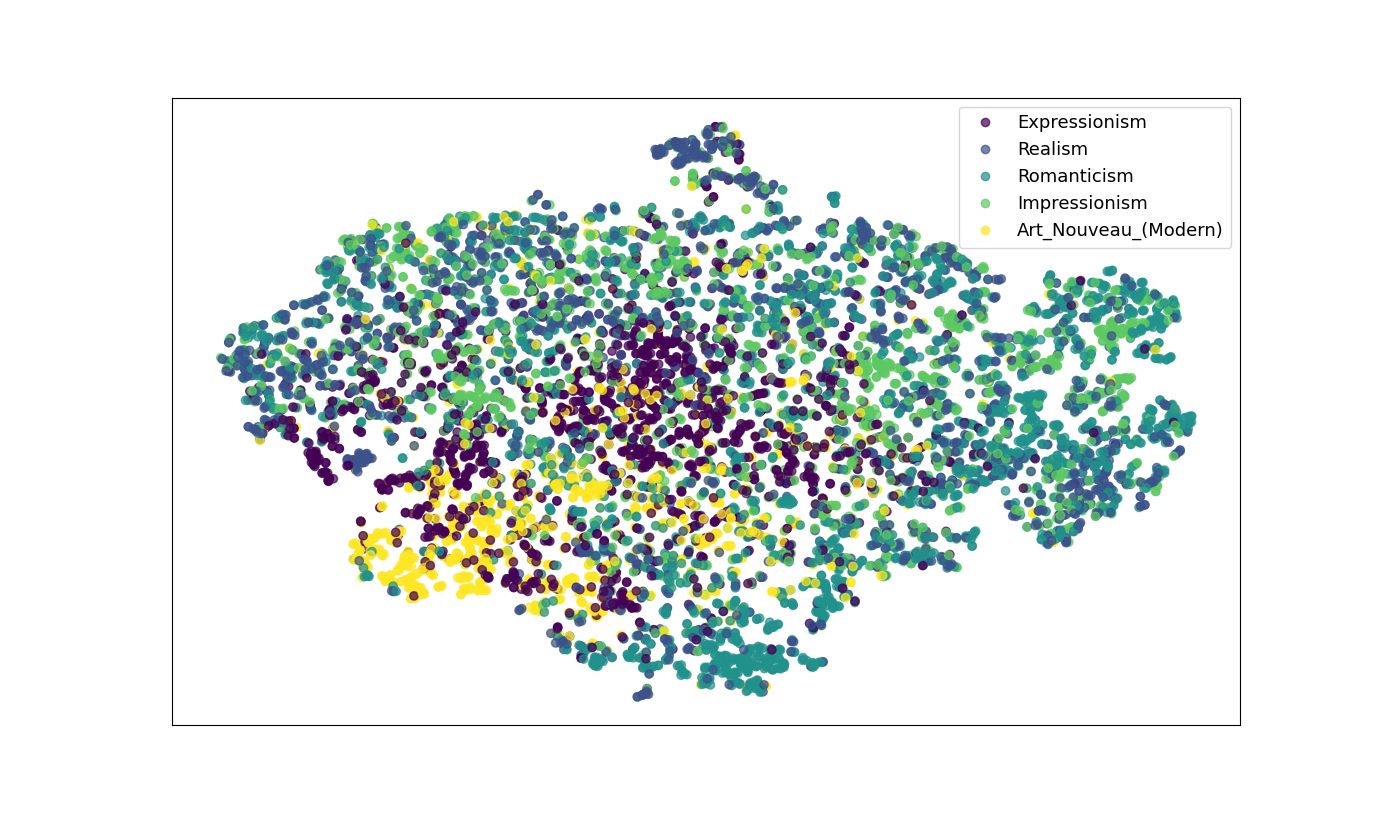 Expressionism
Realism
Romanticism
Impressionism
Art_Nouveau_(Modern)